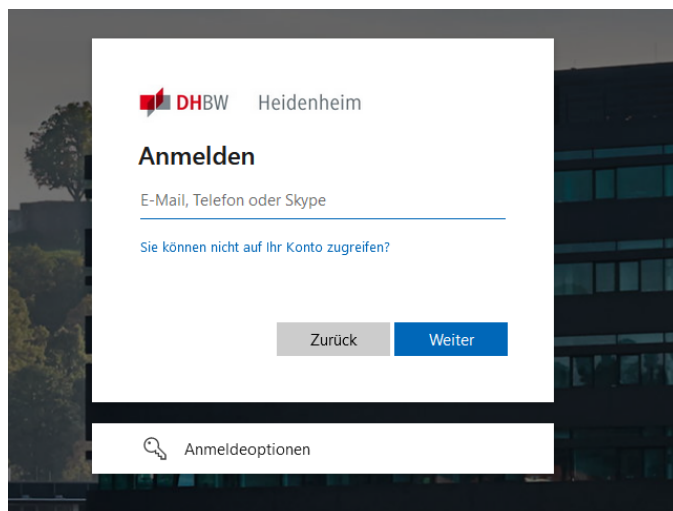 DHBW Heidenheim
Anmelden
E-Mail, Telefon oder Skype
Sie können nicht auf Ihr Konto zugreifen?
Zurück Weiter
Anmeldeoptionen